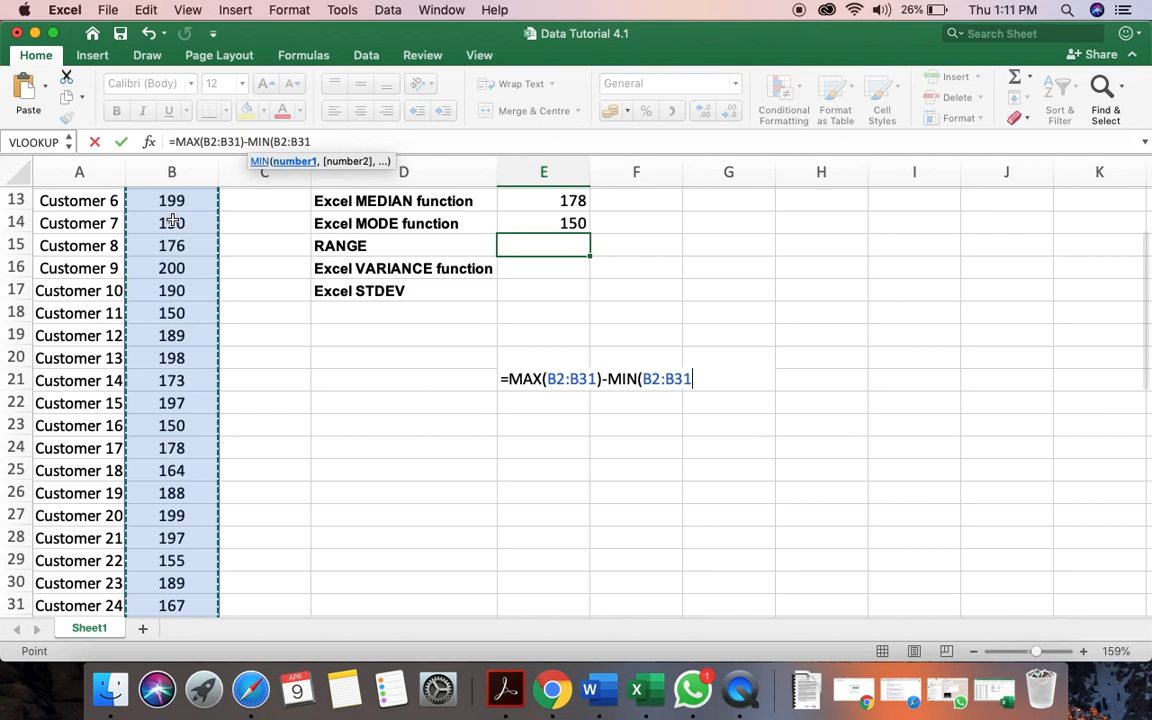 Excel File Edit View Insert Format Tools Data Window Help 26% Thu 1:11 PM
Data Tutorial 4.1 Search Sheet
Home Insert Draw Page Layout Formulas Data Review View Share
Paste Calibri (Body) 12 A A Wrap Text General Insert
B I U A Merge & Centre % Conditional Formatting Format as Table Cell Styles Delete Format Sort & Filter Find & Select
VLOOKUP fx =MAX(B2:B31)-MIN(B2:B31
MIN(number1, [number2], ...)
A B C D E F G H I J K
13 Customer 6 199 Excel MEDIAN function 178
14 Customer 7 Excel MODE function 150
15 Customer 8 176 RANGE
16 Customer 9 200 Excel VARIANCE function
17 Customer 10 190 Excel STDEV
18 Customer 11 150
19 Customer 12 189
20 Customer 13 198
21 Customer 14 173 =MAX(B2:B31)-MIN(B2:B31
22 Customer 15 197
23 Customer 16 150
24 Customer 17 178
25 Customer 18 164
26 Customer 19 188
27 Customer 20 199
28 Customer 21 197
29 Customer 22 155
30 Customer 23 189
31 Customer 24 167
Sheet1
Point 159%
APR 9 W X 1